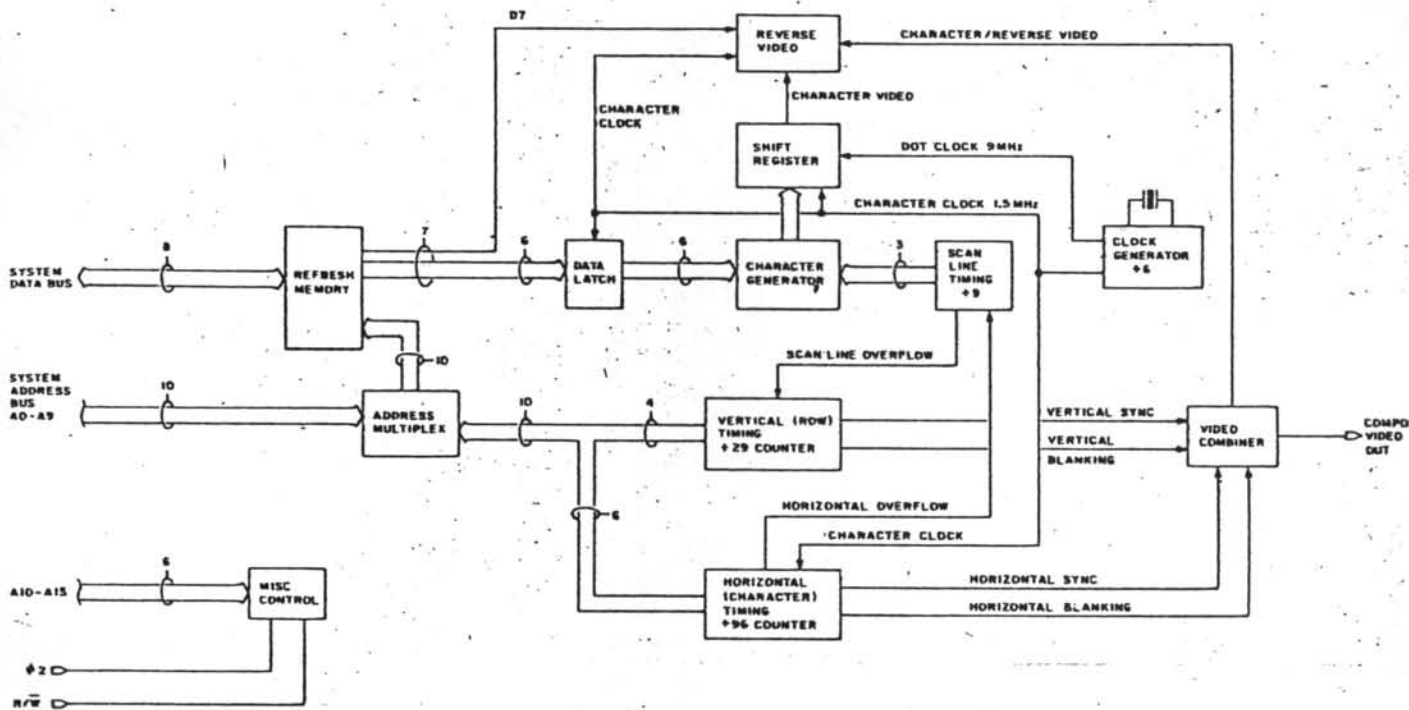 D7
REVERSE
VIDEO
CHARACTER/REVERSE VIDEO
CHARACTER
CLOCK
CHARACTER VIDEO
SHIFT
REGISTER
DOT CLOCK 9MHz
CHARACTER CLOCK 1.5MHz
CLOCK
GENERATOR
÷6
8
7
6
6
3
SYSTEM
DATA BUS
REFRESH
MEMORY
DATA
LATCH
CHARACTER
GENERATOR
SCAN
LINE
TIMING
÷9
10
SCAN LINE OVERFLOW
SYSTEM
ADDRESS
BUS
A0-A9
10
ADDRESS
MULTIPLEX
10
4
VERTICAL (ROW)
TIMING
÷29 COUNTER
VERTICAL SYNC
VERTICAL
BLANKING
VIDEO
COMBINER
COMPO
VIDEO
OUT
6
HORIZONTAL OVERFLOW
CHARACTER CLOCK
A10-A15
6
MISC
CONTROL
HORIZONTAL
(CHARACTER)
TIMING
÷96 COUNTER
HORIZONTAL SYNC
HORIZONTAL BLANKING
ϕ2
R/W̅